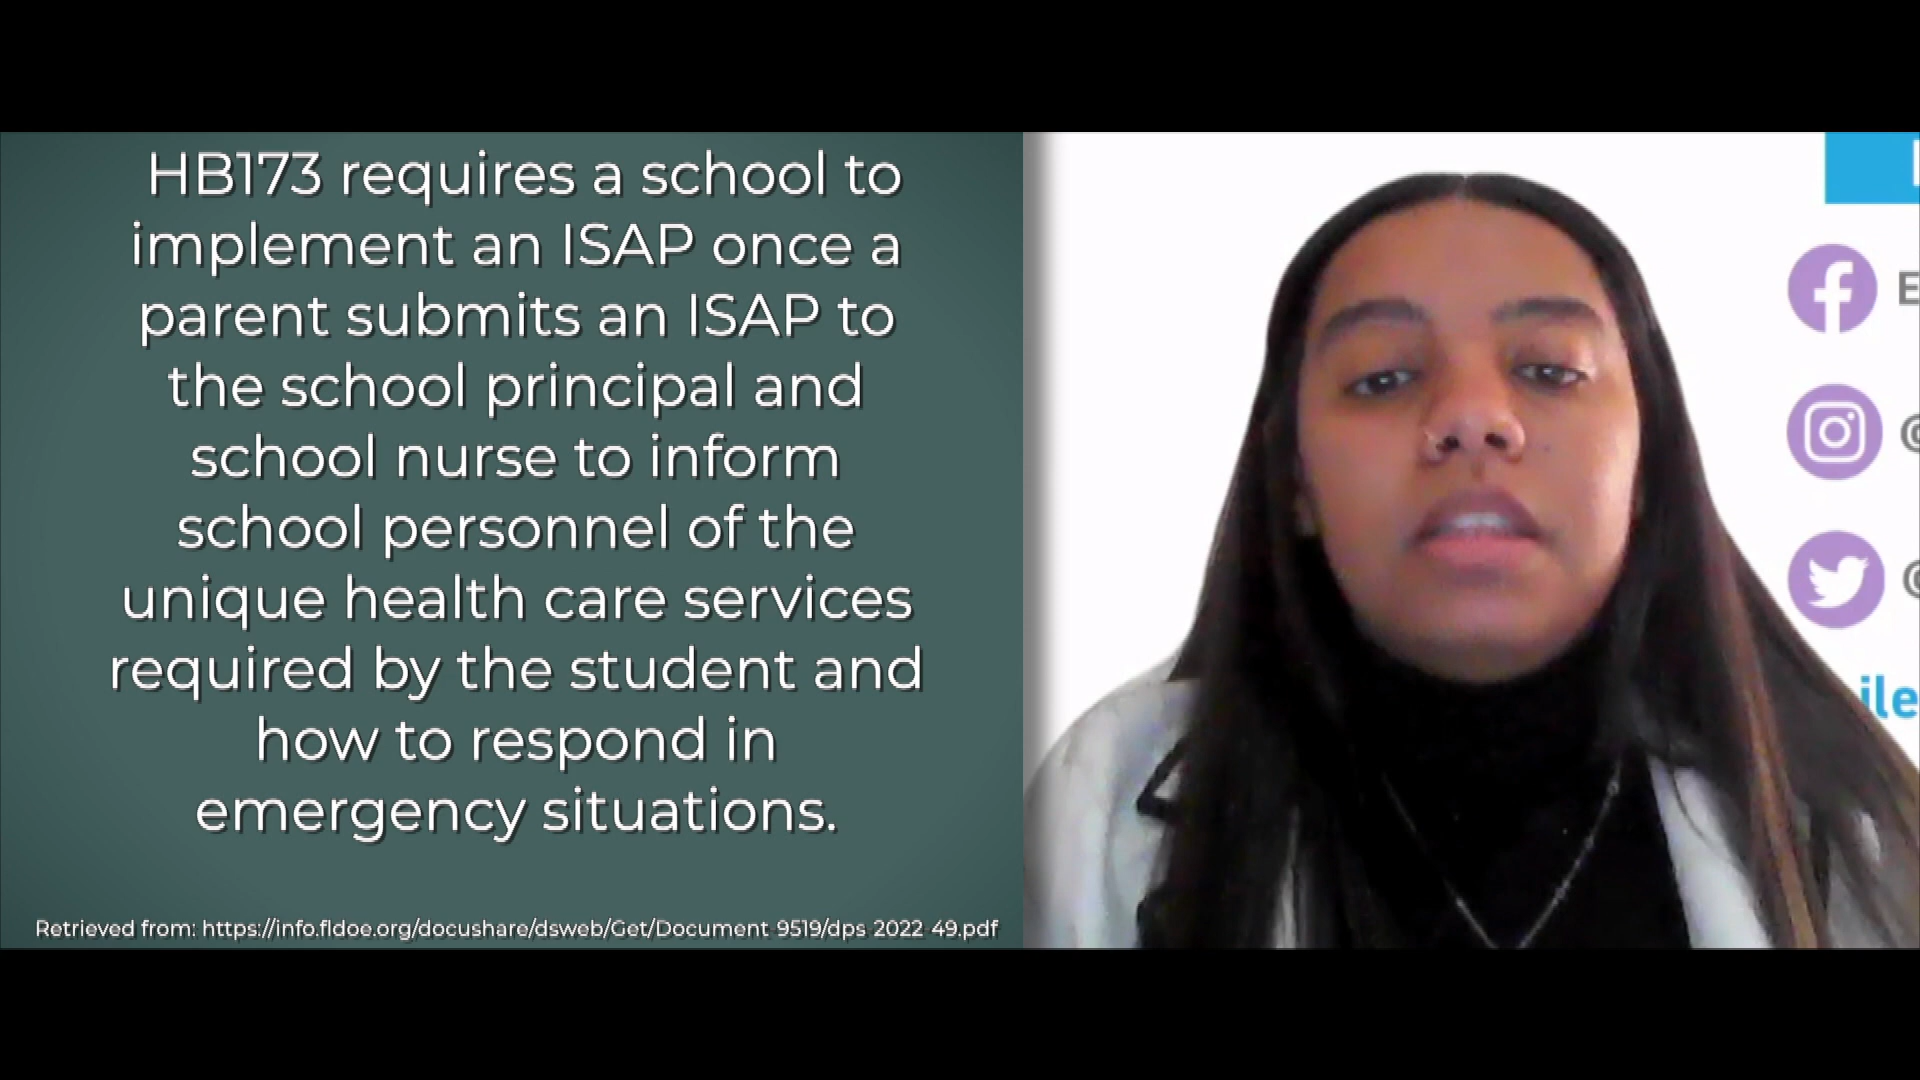 HB173 requires a school to
implement an ISAP once a
parent submits an ISAP to
the school principal and
school nurse to inform
school personnel of the
unique health care services
required by the student and
how to respond in
emergency situations.
Retrieved from: https://info.fldoe.org/docushare/dsweb/Get/Document-9519/dps-2022-49.pdf